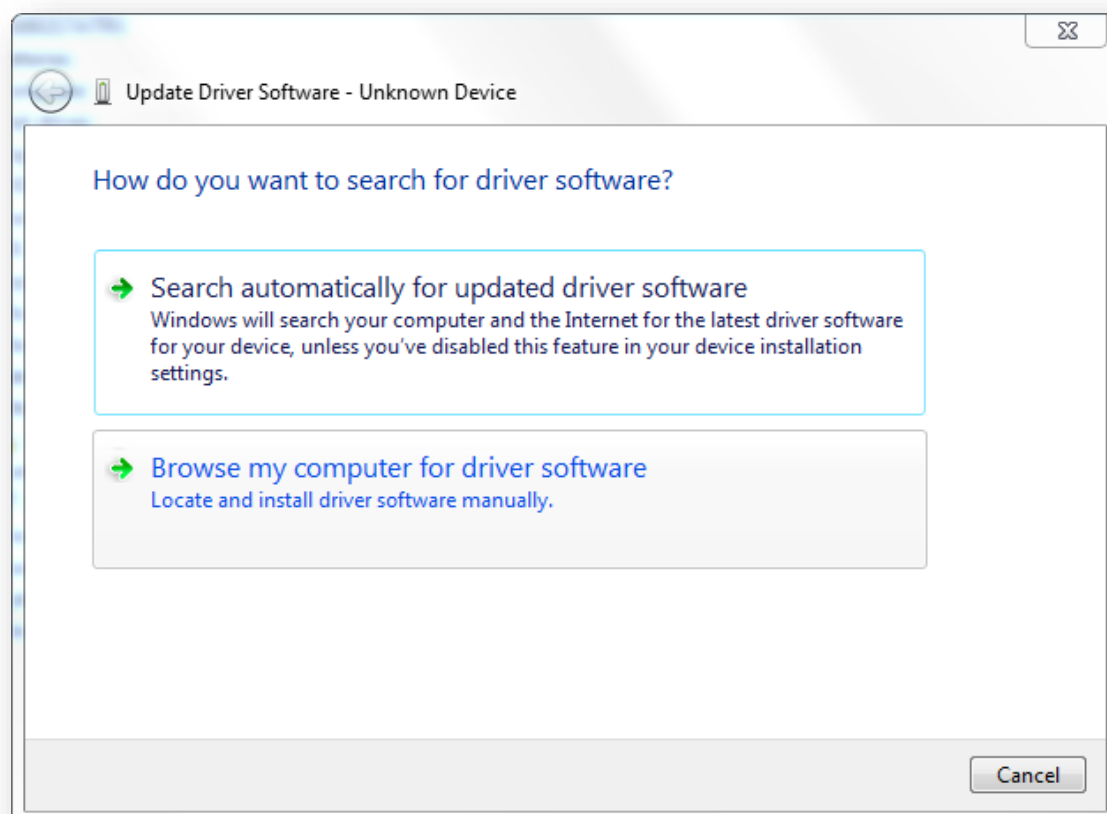 Update Driver Software - Unknown Device
How do you want to search for driver software?
Search automatically for updated driver software
Windows will search your computer and the Internet for the latest driver software
for your device, unless you've disabled this feature in your device installation
settings.
Browse my computer for driver software
Locate and install driver software manually.
Cancel